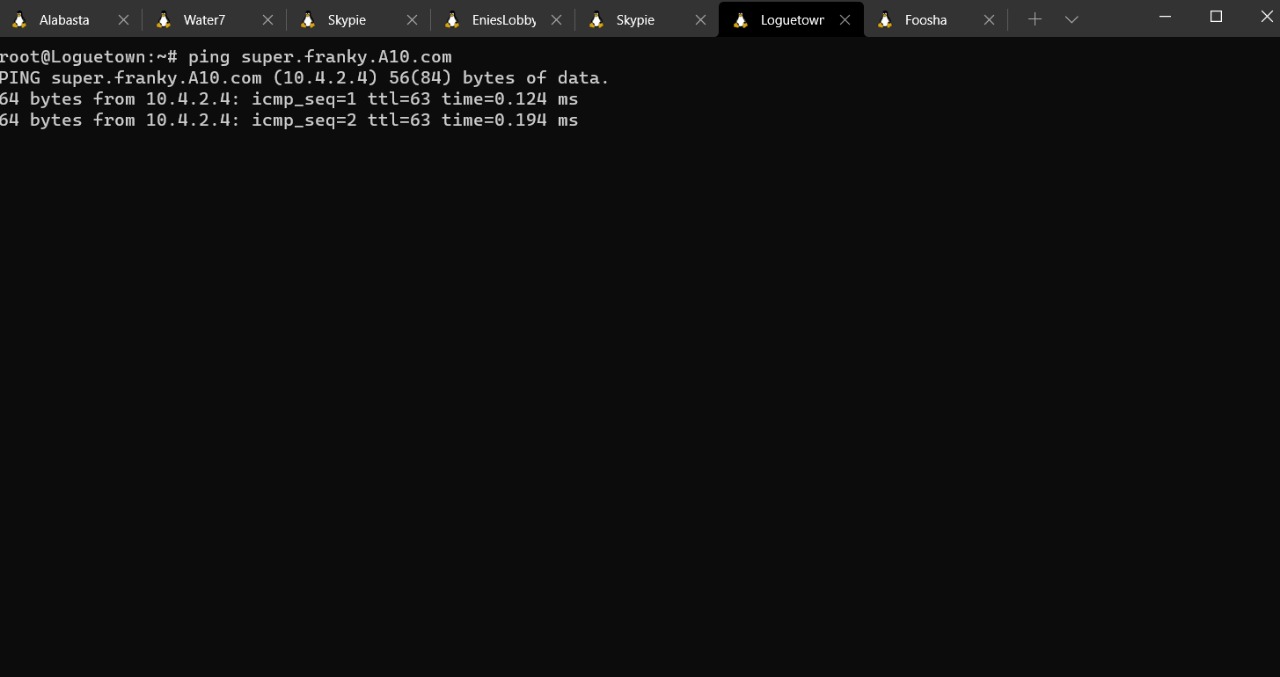 Alabasta
Water7
Skypie
EniesLobby
Skypie
Loguetown
Foosha
root@Loguetown:~# ping super.franky.A10.com
PING super.franky.A10.com (10.4.2.4) 56(84) bytes of data.
64 bytes from 10.4.2.4: icmp_seq=1 ttl=63 time=0.124 ms
64 bytes from 10.4.2.4: icmp_seq=2 ttl=63 time=0.194 ms